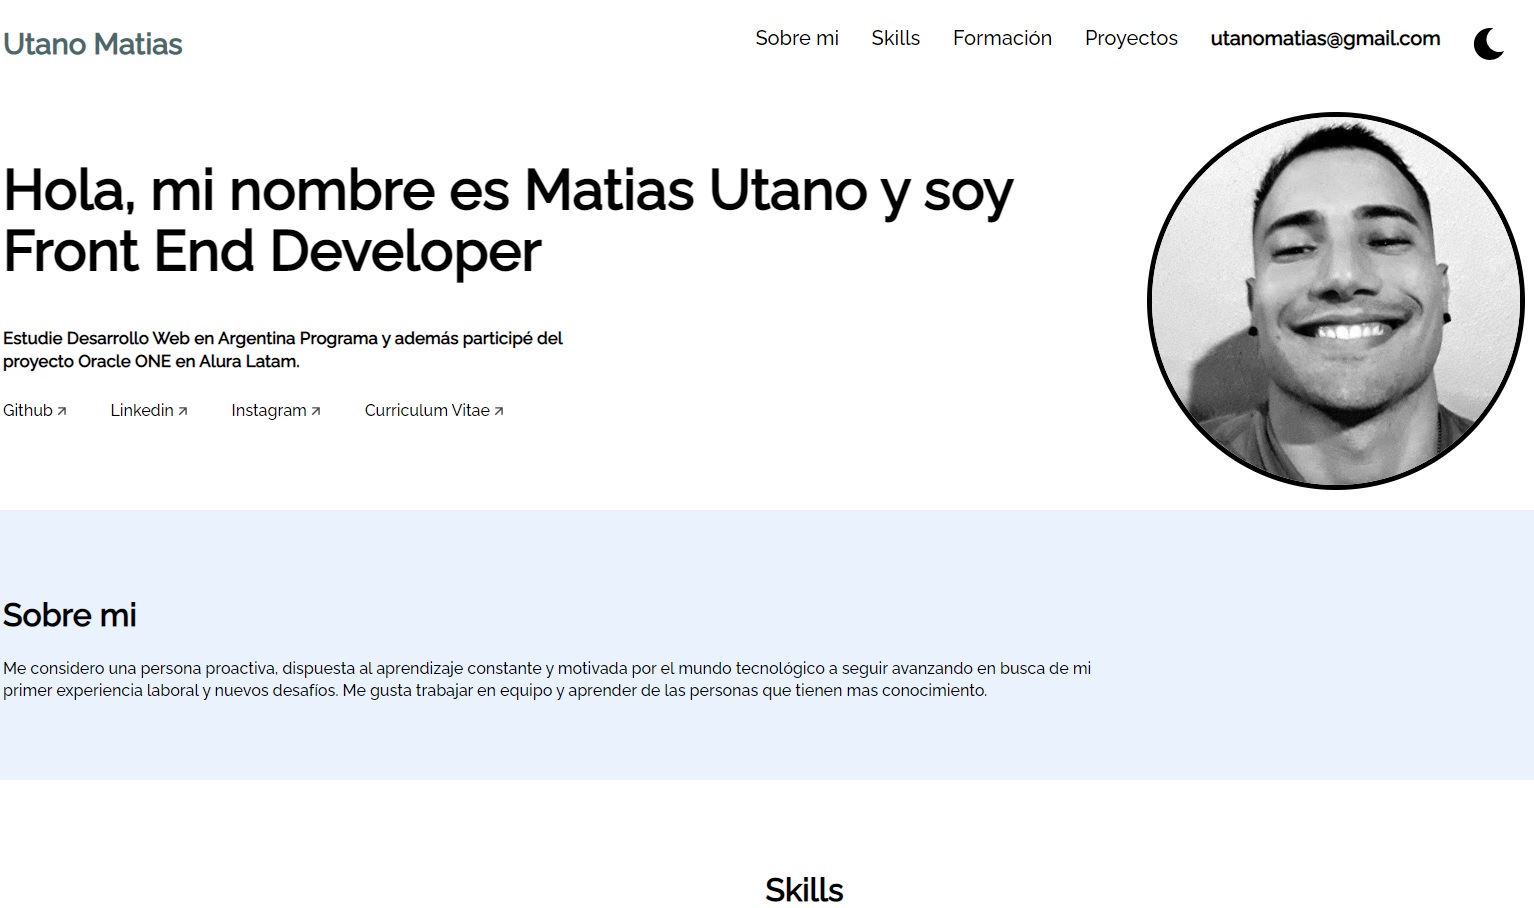 Utano Matias
Sobre mi
Skills
Formación
Proyectos
utanomatias@gmail.com
Hola, mi nombre es Matias Utano y soy
Front End Developer
Estudie Desarrollo Web en Argentina Programa y además participé del
proyecto Oracle ONE en Alura Latam.
Github
Linkedin
Instagram
Curriculum Vitae
Sobre mi
Me considero una persona proactiva, dispuesta al aprendizaje constante y motivada por el mundo tecnológico a seguir avanzando en busca de mi
primer experiencia laboral y nuevos desafíos. Me gusta trabajar en equipo y aprender de las personas que tienen mas conocimiento.
Skills